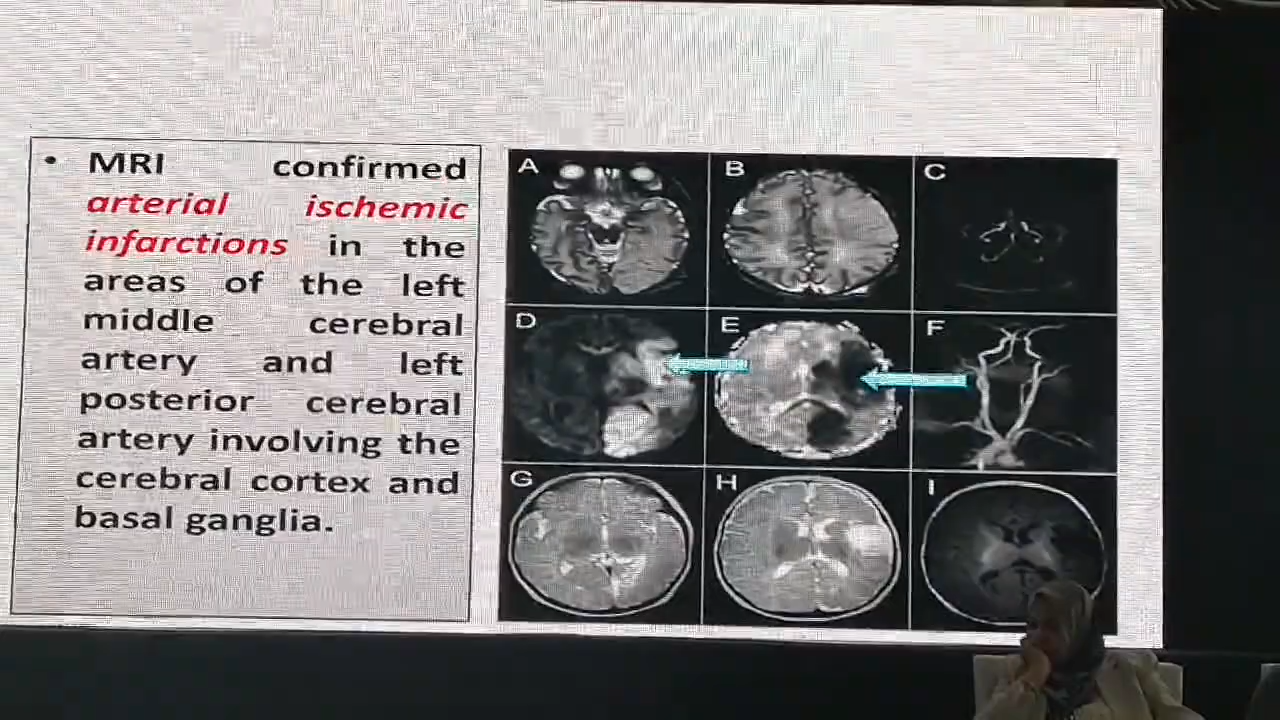 • MRI confirmed
arterial ischemic
infarctions in the
areas of the left
middle cerebral
artery and left
posterior cerebral
artery involving the
cerebral cortex and
basal ganglia.
A B C
D E F
G H I